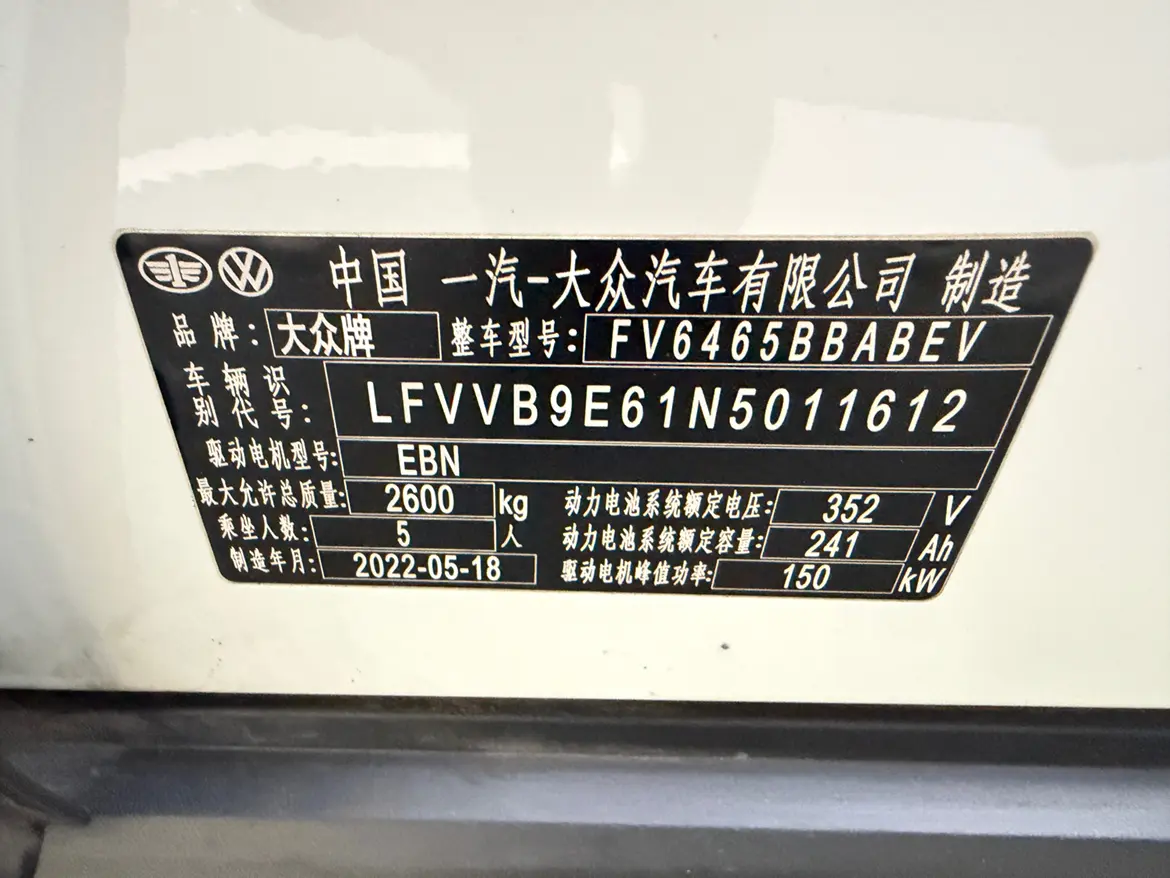 中国 一汽-大众汽车有限公司 制造
品牌: 大众牌 整车型号: FV6465BBABEV
车辆识别代号: LFVVB9E61N5011612
驱动电机型号: EBN
最大允许总质量: 2600 kg 动力电池系统额定电压: 352 V
乘坐人数: 5 人 动力电池系统额定容量: 241 Ah
制造年月: 2022-05-18 驱动电机峰值功率: 150 kW